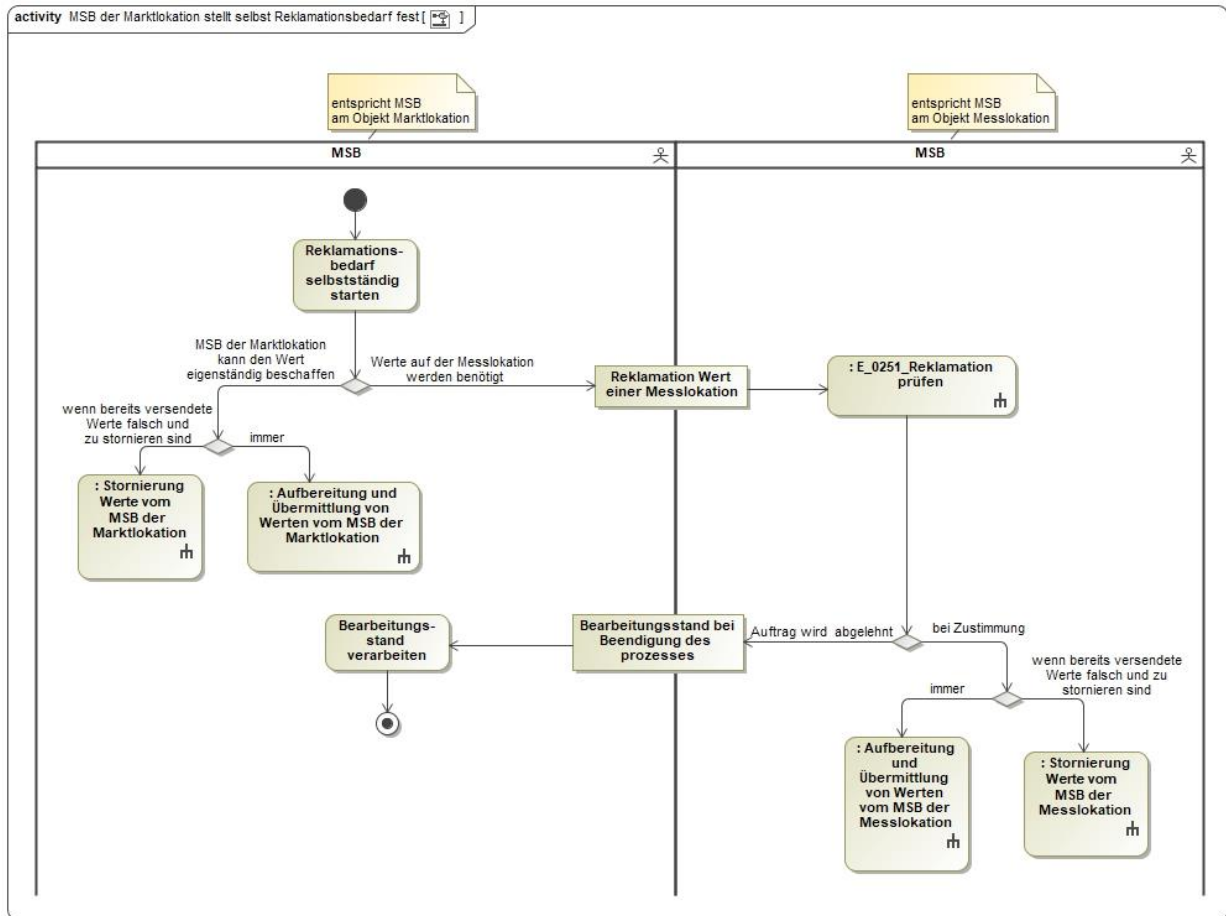 activity MSB der Marktlokation stellt selbst Reklamationsbedarf fest [ ]
entspricht MSB
am Objekt Marktlokation
entspricht MSB
am Objekt Messlokation
MSB
MSB
Reklamations-
bedarf
selbstständig
starten
MSB der Marktlokation
kann den Wert
eigenständig beschaffen
Werte auf der Messlokation
werden benötigt
Reklamation Wert
einer Messlokation
: E_0251_Reklamation
prüfen
wenn bereits versendete
Werte falsch und
zu stornieren sind
immer
: Stornierung
Werte vom
MSB der
Marktlokation
: Aufbereitung und
Übermittlung von
Werten vom MSB der
Marktlokation
Bearbeitungs-
stand
verarbeiten
Bearbeitungsstand bei
Beendigung des
prozesses
Auftrag wird abgelehnt
bei Zustimmung
wenn bereits versendete
Werte falsch und zu
stornieren sind
immer
: Aufbereitung
und
Übermittlung
von Werten
vom MSB der
Messlokation
: Stornierung
Werte vom
MSB der
Messlokation